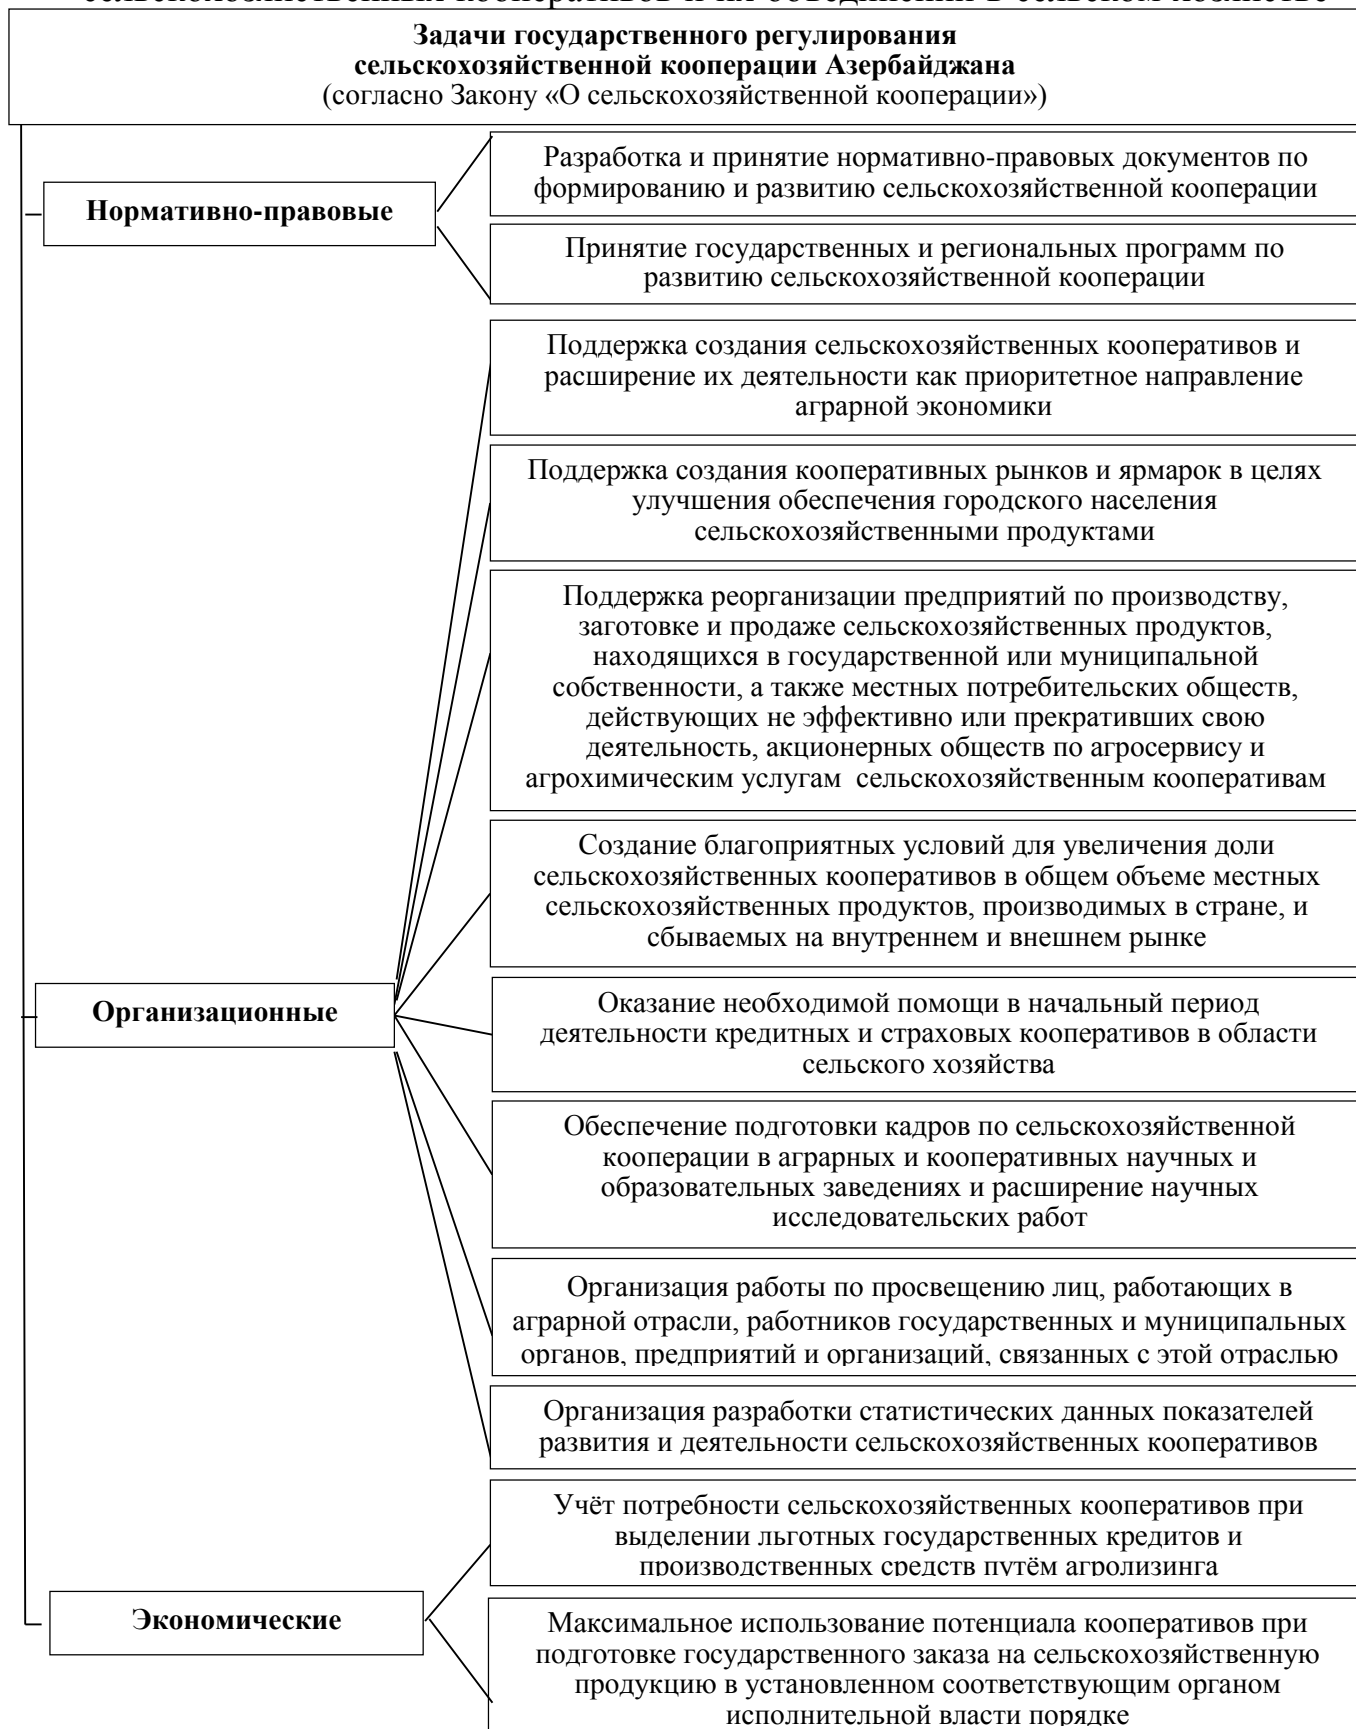 сельскохозяйственных кооперативов и их объединений в сельском хозяйстве
Задачи государственного регулирования
сельскохозяйственной кооперации Азербайджана
(согласно Закону «О сельскохозяйственной кооперации»)
Нормативно-правовые
Разработка и принятие нормативно-правовых документов по
формированию и развитию сельскохозяйственной кооперации
Принятие государственных и региональных программ по
развитию сельскохозяйственной кооперации
Организационные
Поддержка создания сельскохозяйственных кооперативов и
расширение их деятельности как приоритетное направление
аграрной экономики
Поддержка создания кооперативных рынков и ярмарок в целях
улучшения обеспечения городского населения
сельскохозяйственными продуктами
Поддержка реорганизации предприятий по производству,
заготовке и продаже сельскохозяйственных продуктов,
находящихся в государственной или муниципальной
собственности, а также местных потребительских обществ,
действующих не эффективно или прекративших свою
деятельность, акционерных обществ по агросервису и
агрохимическим услугам сельскохозяйственным кооперативам
Создание благоприятных условий для увеличения доли
сельскохозяйственных кооперативов в общем объеме местных
сельскохозяйственных продуктов, производимых в стране, и
сбываемых на внутреннем и внешнем рынке
Оказание необходимой помощи в начальный период
деятельности кредитных и страховых кооперативов в области
сельского хозяйства
Обеспечение подготовки кадров по сельскохозяйственной
кооперации в аграрных и кооперативных научных и
образовательных заведениях и расширение научных
исследовательских работ
Организация работы по просвещению лиц, работающих в
аграрной отрасли, работников государственных и муниципальных
органов, предприятий и организаций, связанных с этой отраслью
Организация разработки статистических данных показателей
развития и деятельности сельскохозяйственных кооперативов
Экономические
Учёт потребности сельскохозяйственных кооперативов при
выделении льготных государственных кредитов и
производственных средств путём агролизинга
Максимальное использование потенциала кооперативов при
подготовке государственного заказа на сельскохозяйственную
продукцию в установленном соответствующим органом
исполнительной власти порядке